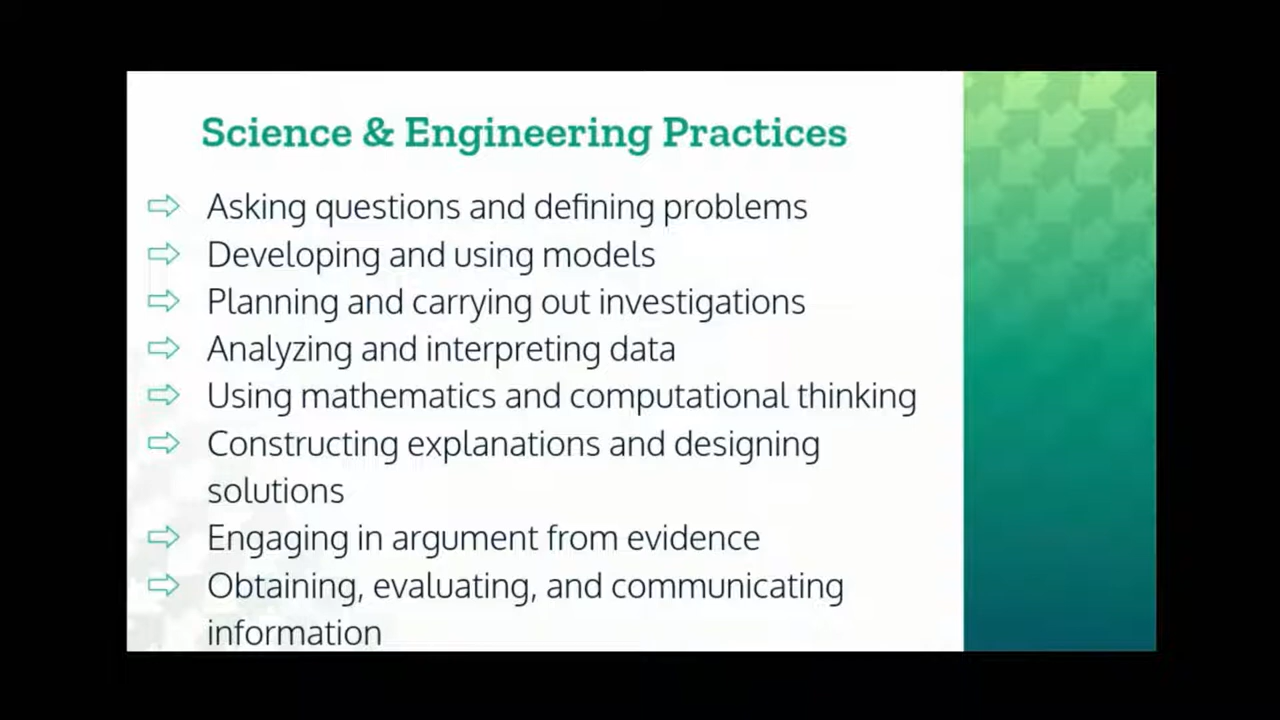 Science & Engineering Practices
Asking questions and defining problems
Developing and using models
Planning and carrying out investigations
Analyzing and interpreting data
Using mathematics and computational thinking
Constructing explanations and designing
solutions
Engaging in argument from evidence
Obtaining, evaluating, and communicating
information